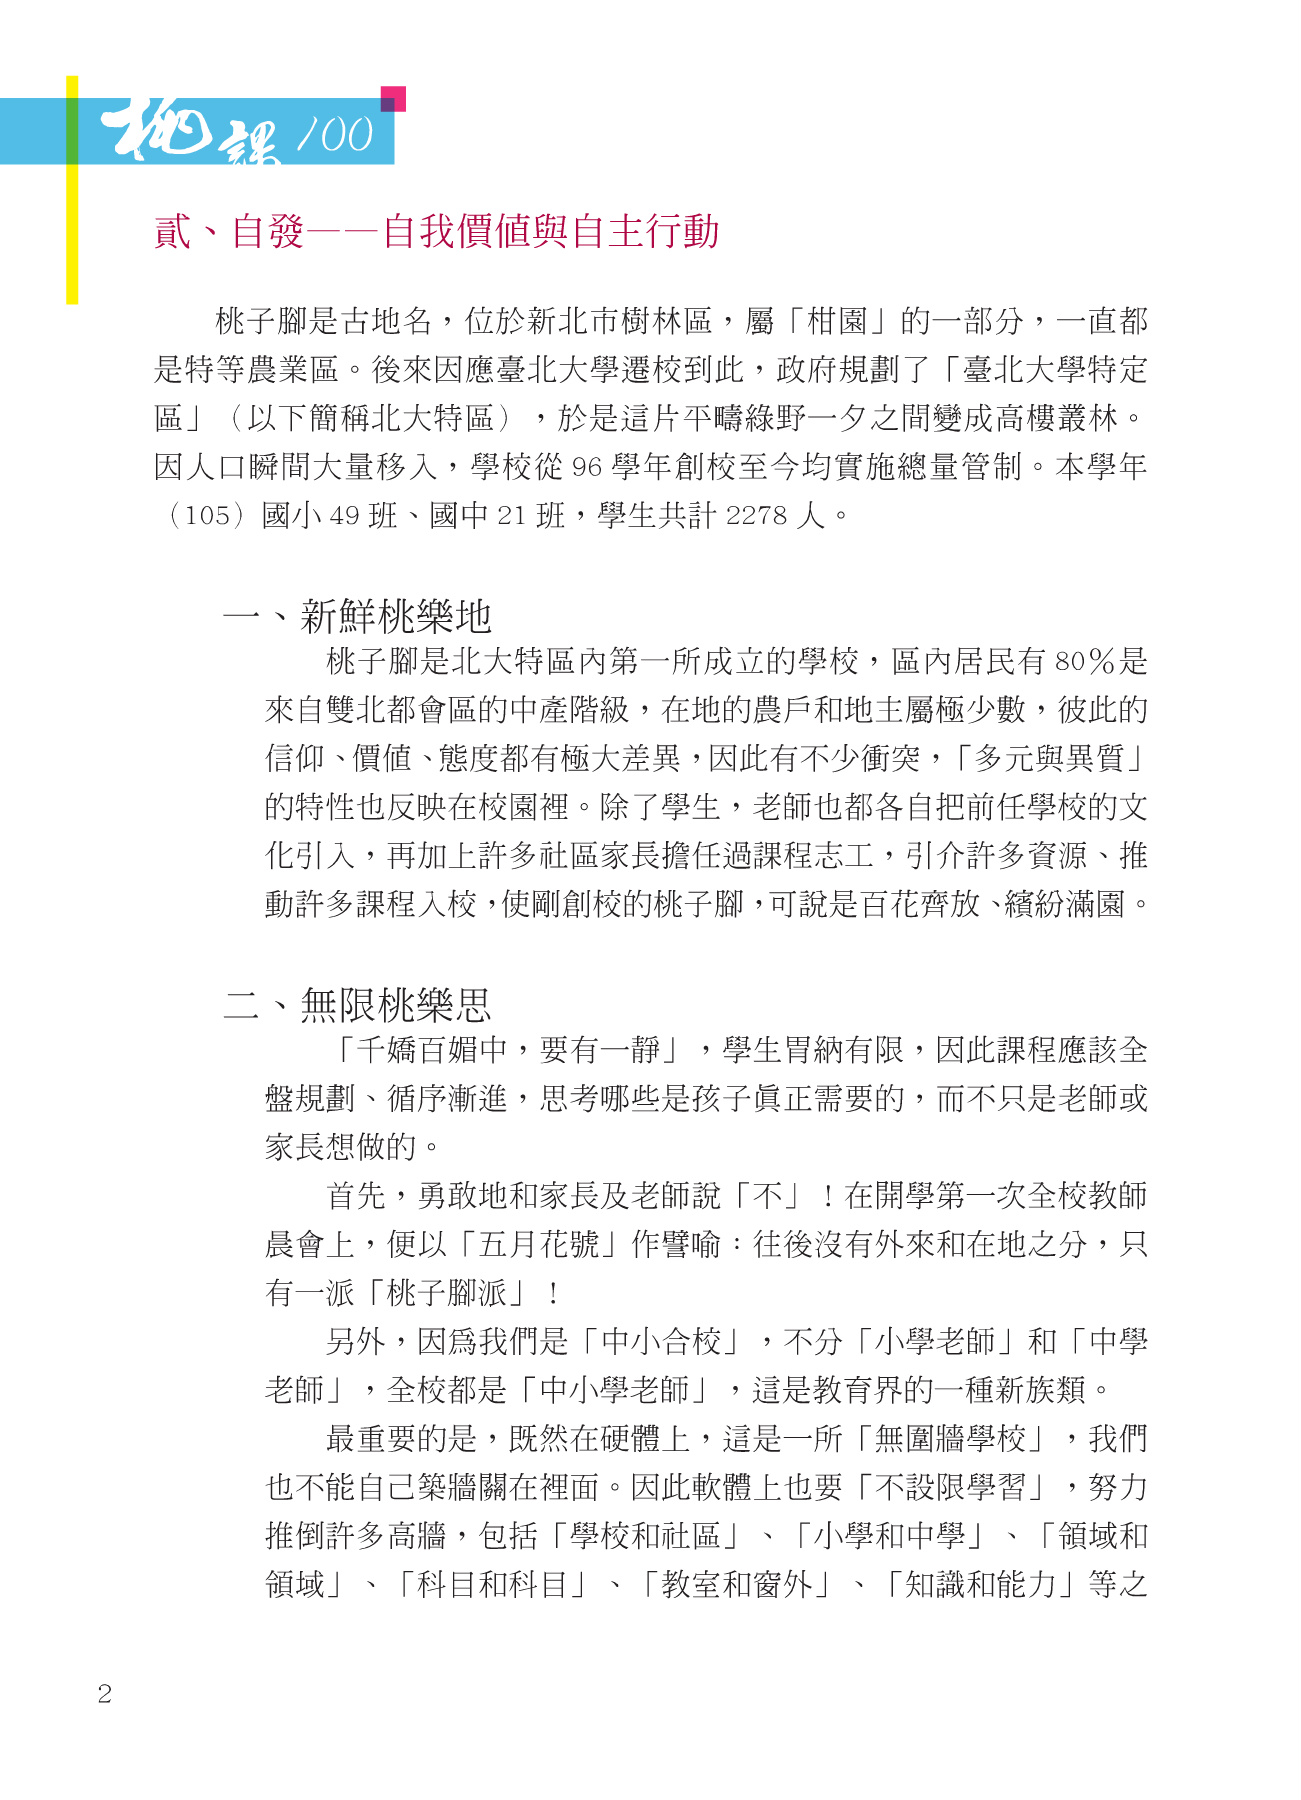 桃課100
貳、自發——自我價值與自主行動
桃子腳是古地名，位於新北市樹林區，屬「柑園」的一部分，一直都
是特等農業區。後來因應臺北大學遷校到此，政府規劃了「臺北大學特定
區」（以下簡稱北大特區），於是這片平疇綠野一夕之間變成高樓叢林。
因人口瞬間大量移入，學校從 96 學年創校至今均實施總量管制。本學年
（105）國小 49 班、國中 21 班，學生共計 2278 人。
一、新鮮桃樂地
桃子腳是北大特區內第一所成立的學校，區內居民有 80％是
來自雙北都會區的中產階級，在地的農戶和地主屬極少數，彼此的
信仰、價值、態度都有極大差異，因此有不少衝突，「多元與異質」
的特性也反映在校園裡。除了學生，老師也都各自把前任學校的文
化引入，再加上許多社區家長擔任過課程志工，引介許多資源、推
動許多課程入校，使剛創校的桃子腳，可說是百花齊放、繽紛滿園。
二、無限桃樂思
「千嬌百媚中，要有一靜」，學生胃納有限，因此課程應該全
盤規劃、循序漸進，思考哪些是孩子真正需要的，而不只是老師或
家長想做的。
首先，勇敢地和家長及老師說「不」！在開學第一次全校教師
晨會上，便以「五月花號」作譬喻：往後沒有外來和在地之分，只
有一派「桃子腳派」！
另外，因為我們是「中小合校」，不分「小學老師」和「中學
老師」，全校都是「中小學老師」，這是教育界的一種新族類。
最重要的是，既然在硬體上，這是一所「無圍牆學校」，我們
也不能自己築牆關在裡面。因此軟體上也要「不設限學習」，努力
推倒許多高牆，包括「學校和社區」、「小學和中學」、「領域和
領域」、「科目和科目」、「教室和窗外」、「知識和能力」等之
2